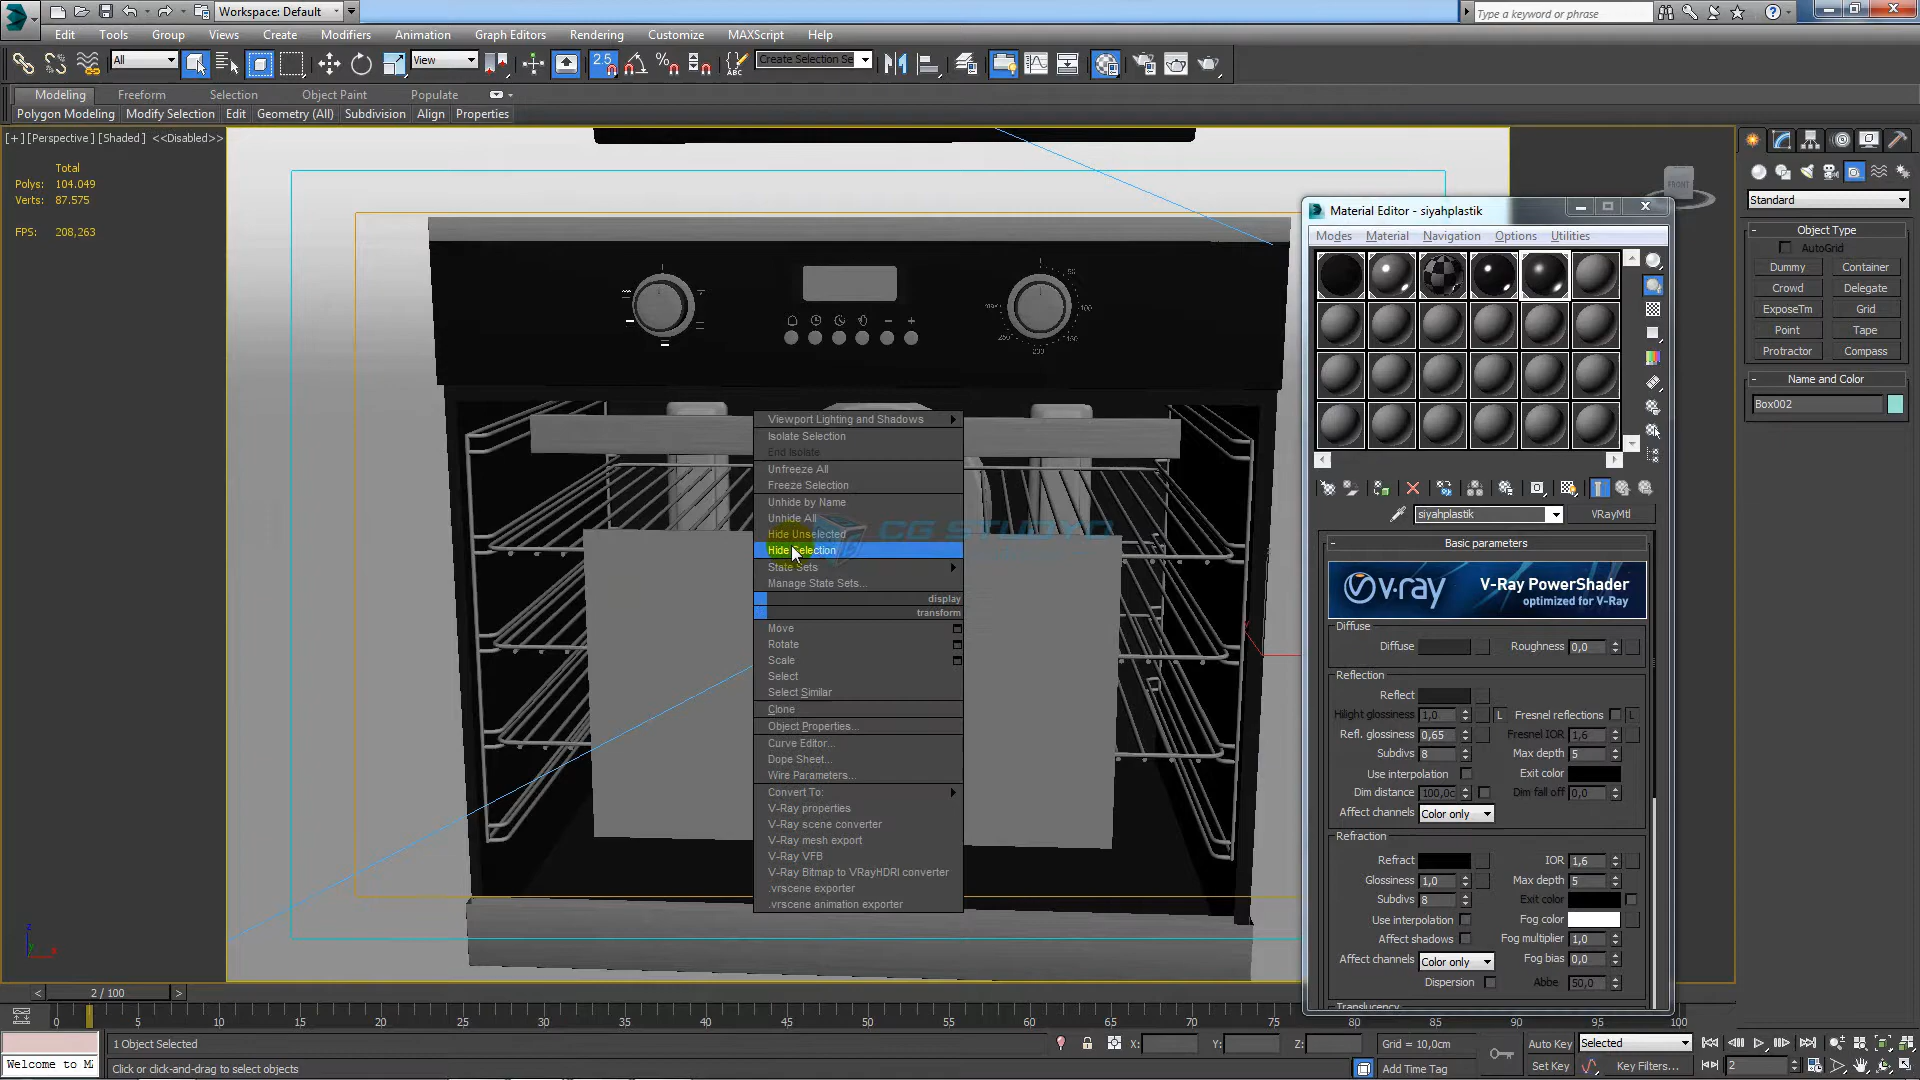 Workspace: Default
Type a keyword or phrase
Edit Tools Group Views Create Modifiers Animation Graph Editors Rendering Customize MAXScript Help
All
View
2.5
Create Selection Se
Modeling Freeform Selection Object Paint Populate
Polygon Modeling Modify Selection Edit Geometry (All) Subdivision Align Properties
[+] [Perspective] [Shaded] <<Disabled>>
Total
Polys: 104.049
Verts: 87.575
FPS: 208,263
FRONT
Standard
Object Type
AutoGrid
Dummy Container
Crowd Delegate
ExposeTm Grid
Point Tape
Protractor Compass
Name and Color
Box002
max
50
100
150
200
250
Viewport Lighting and Shadows
Isolate Selection
End Isolate
Unfreeze All
Freeze Selection
Unhide by Name
Unhide All
Hide Unselected
Hide Selection
State Sets
Manage State Sets...
display
transform
Move
Rotate
Scale
Select
Select Similar
Clone
Object Properties...
Curve Editor...
Dope Sheet...
Wire Parameters...
Convert To:
V-Ray properties
V-Ray scene converter
V-Ray mesh export
V-Ray VFB
V-Ray Bitmap to VRayHDRI converter
.vrscene exporter
.vrscene animation exporter
CG STUDYO
Material Editor - siyahplastik
Modes Material Navigation Options Utilities
siyahplastik VRayMtl
Basic parameters
v-ray V-Ray PowerShader
optimized for V-Ray
Diffuse
Diffuse Roughness 0,0
Reflection
Reflect
Hilight glossiness 1,0 L Fresnel reflections L
Refl. glossiness 0,65 Fresnel IOR 1,6
Subdivs 8 Max depth 5
Use interpolation Exit color
Dim distance 100,0c Dim fall off 0,0
Affect channels Color only
Refraction
Refract IOR 1,6
Glossiness 1,0 Max depth 5
Subdivs 8 Exit color
Use interpolation Fog color
Affect shadows Fog multiplier 1,0
Affect channels Color only Fog bias 0,0
Dispersion Abbe 50,0
Translucency
< 2 / 100 >
0 5 10 15 20 25 30 35 40 45 50 55 60 65 70 75 80 85 90 95 100
1 Object Selected X: Y: Z: Grid = 10,0cm Auto Key Selected
Welcome to M Click or click-and-drag to select objects Add Time Tag Set Key Key Filters... 2